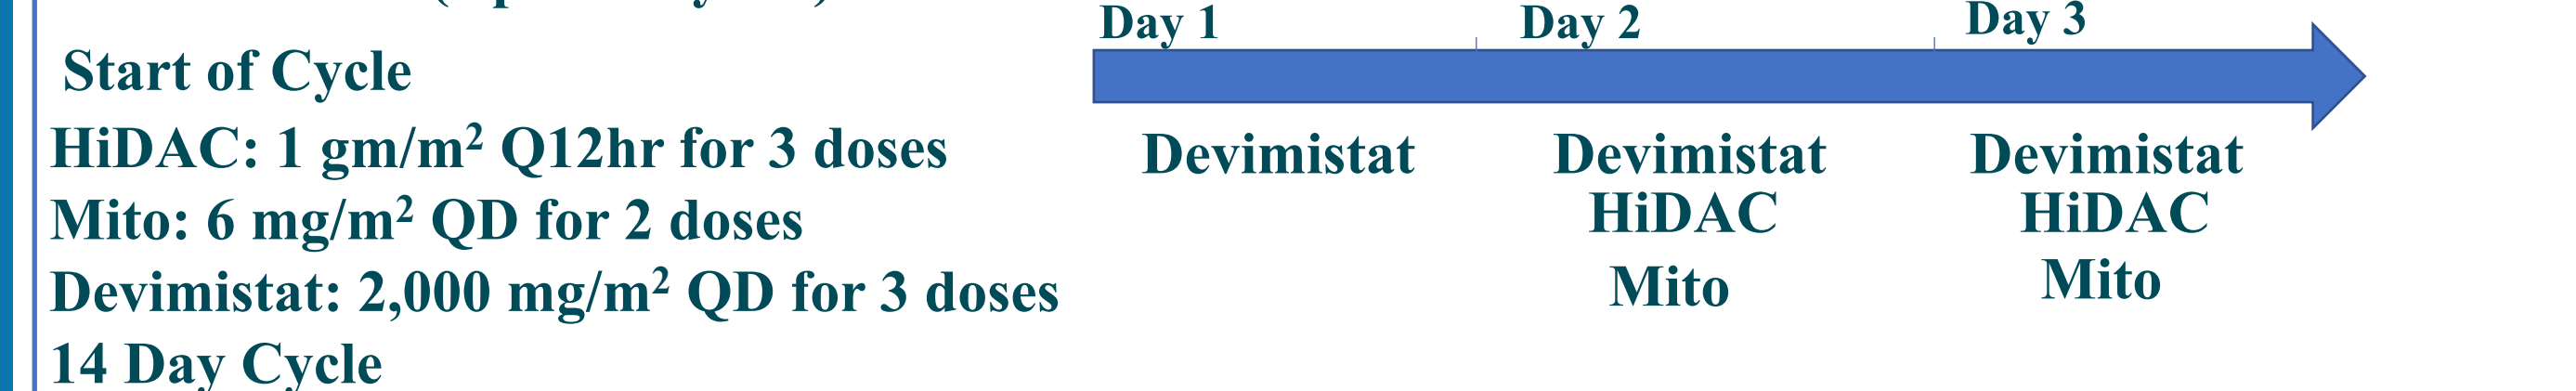 Start of Cycle
HiDAC: 1 gm/m² Q12hr for 3 doses
Mito: 6 mg/m² QD for 2 doses
Devimistat: 2,000 mg/m² QD for 3 doses
14 Day Cycle
Day 1 Day 2 Day 3
Devimistat Devimistat Devimistat
HiDAC HiDAC
Mito Mito